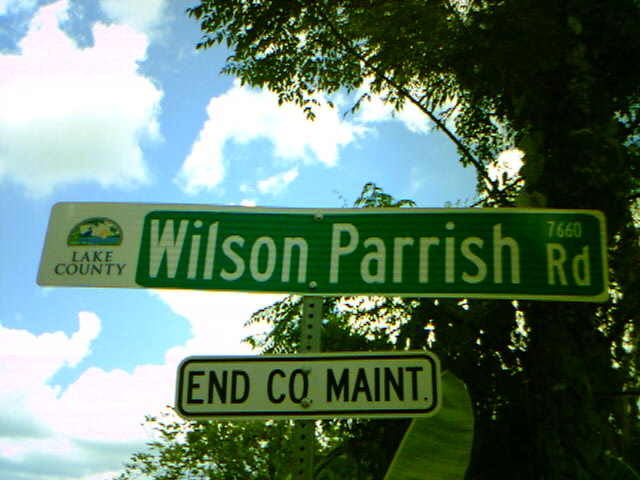 LAKE
COUNTY
Wilson Parrish Rd
7660
END CO. MAINT.